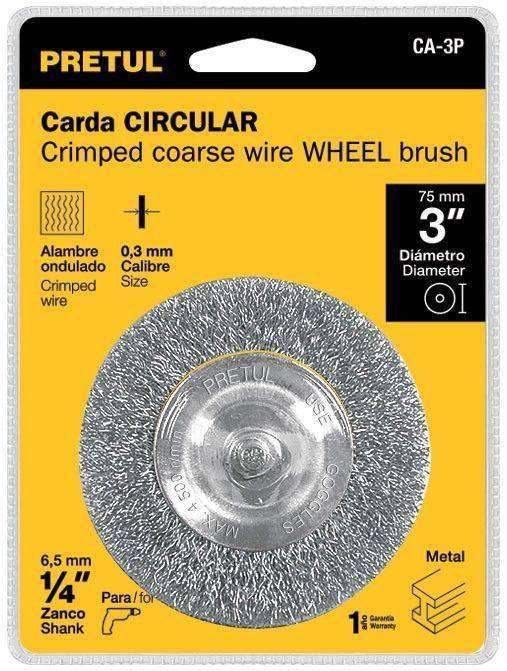 PRETUL®
CA-3P
Carda CIRCULAR
Crimped coarse wire WHEEL brush
75 mm
3"
Diámetro
Diameter
Alambre
ondulado
Crimped
wire
0,3 mm
Calibre
Size
PRETUL
USE
GOGGLES
MAX. 4 500
6,5 mm
1/4"
Zanco
Shank
Para/for
Metal
1 año Garantía
Warranty